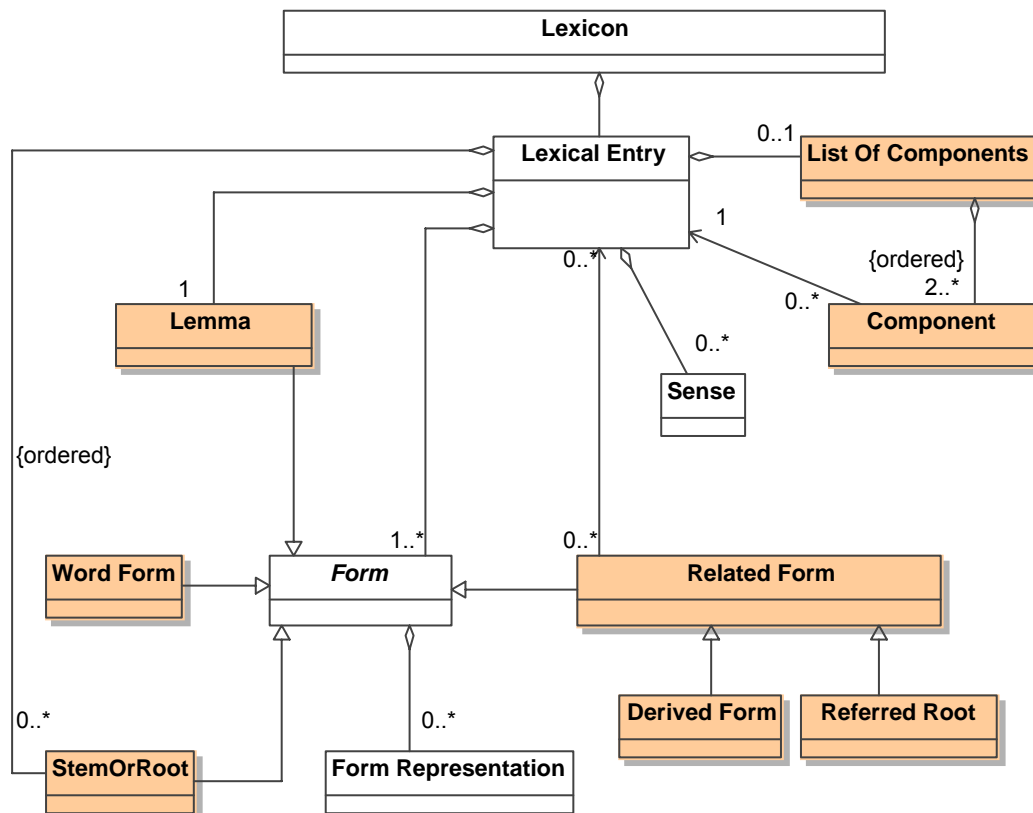 Lexicon
0..1
Lexical Entry
List Of Components
1
0..*
{ordered}
1
0..*
2..*
Lemma
Component
0..*
Sense
{ordered}
1..*
0..*
Word Form
Form
Related Form
0..*
0..*
Derived Form
Referred Root
StemOrRoot
Form Representation